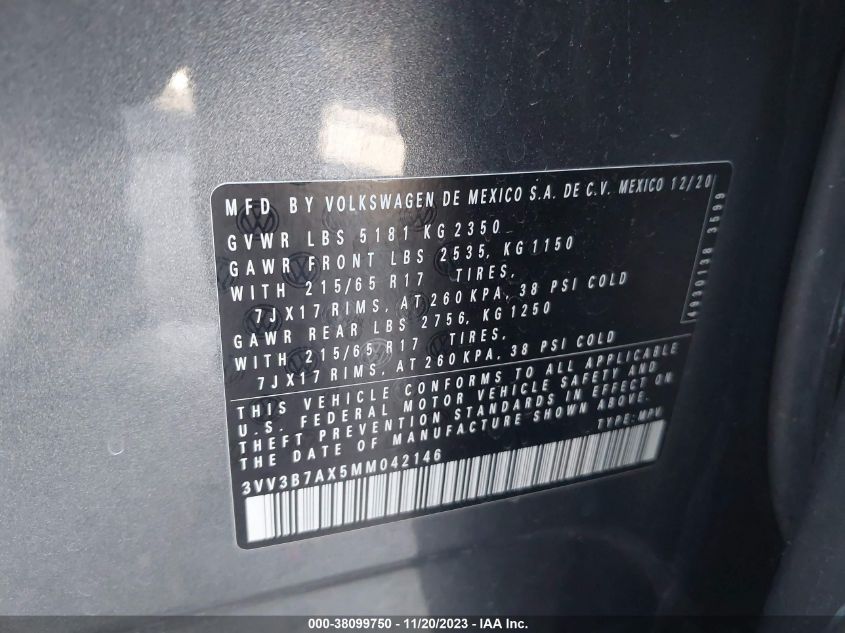 MFD. BY VOLKSWAGEN DE MEXICO S.A. DE C.V. MEXICO 12/20
GVWR LBS 5181 KG 2350
GAWR FRONT LBS 2535, KG 1150
WITH 215/65 R17 TIRES,
7JX17 RIMS, AT 260 KPA, 38 PSI COLD
GAWR REAR LBS 2756, KG 1250
WITH 215/65 R17 TIRES,
7JX17 RIMS, AT 260 KPA, 38 PSI COLD
THIS VEHICLE CONFORMS TO ALL APPLICABLE
U.S. FEDERAL MOTOR VEHICLE SAFETY AND
THEFT PREVENTION STANDARDS IN EFFECT ON
THE DATE OF MANUFACTURE SHOWN ABOVE.
3VV3B7AX5MM042146 TYPE: MPV
4930138 3599
000-38099750 - 11/20/2023 - IAA Inc.